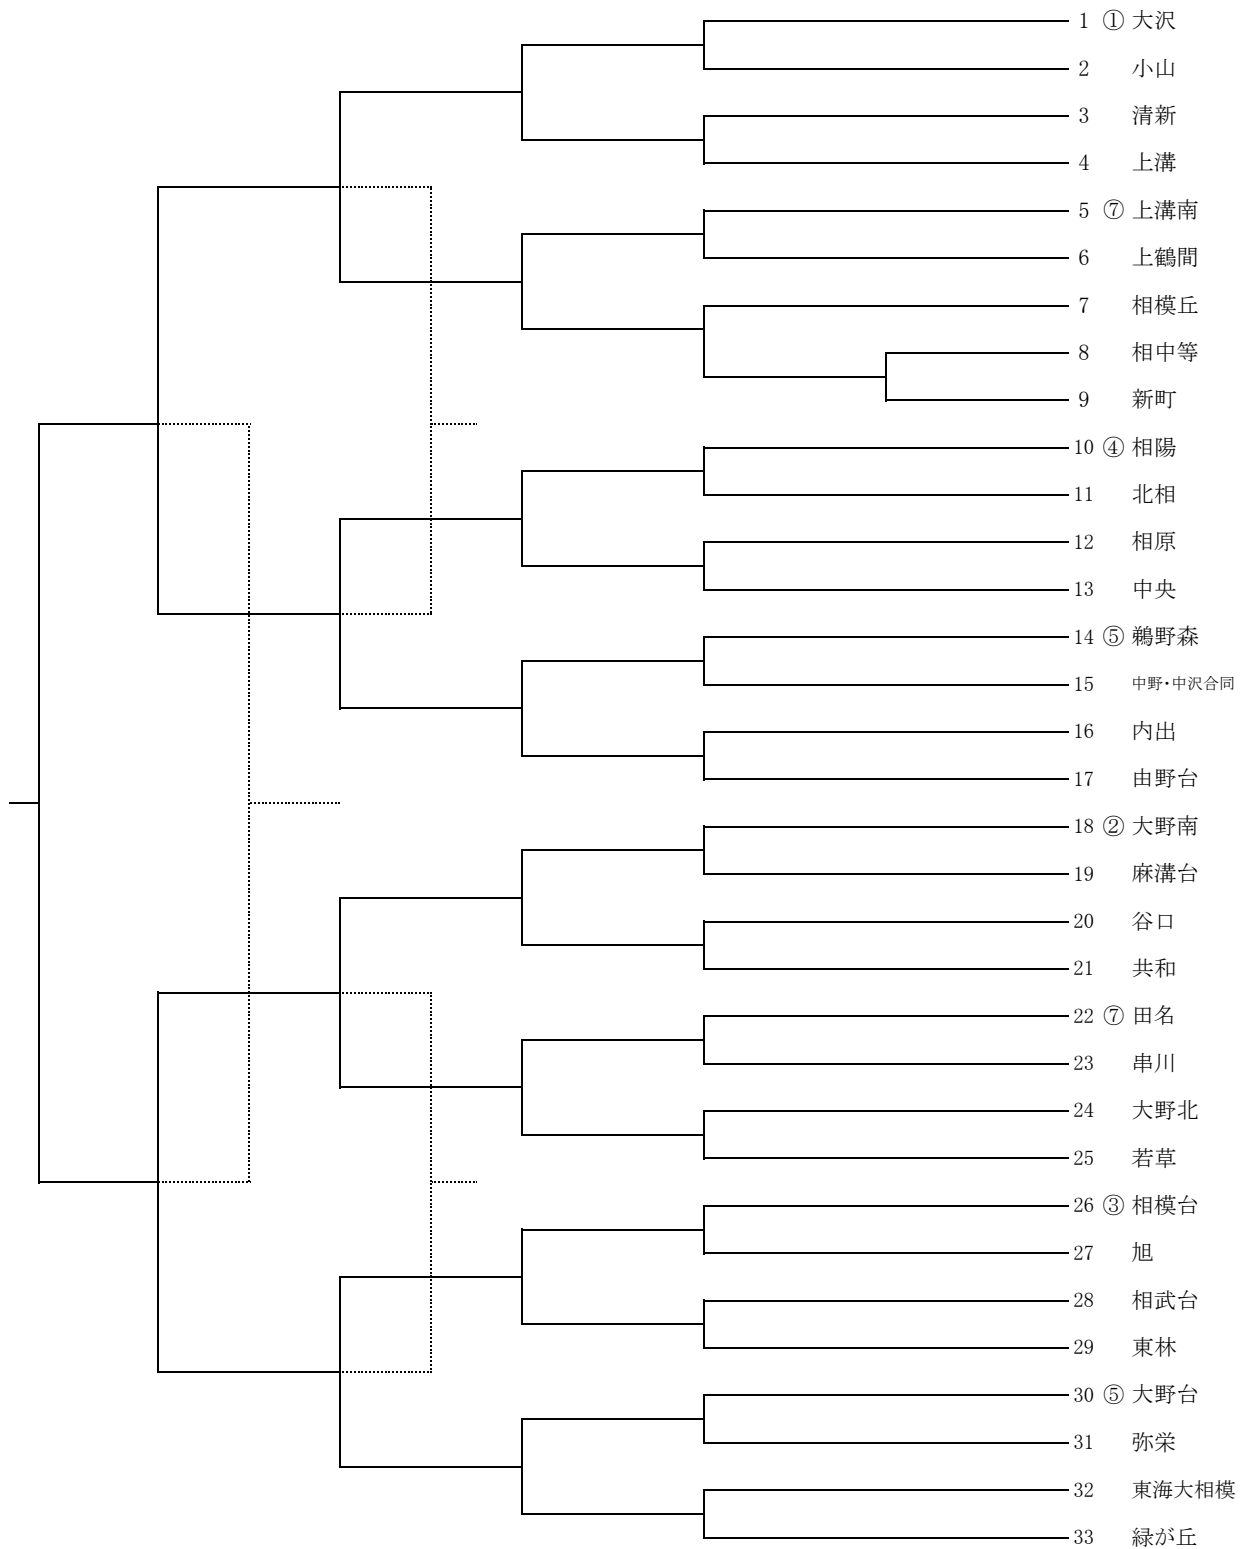 1 ① 大沢
2 小山
3 清新
4 上溝
5 ⑦ 上溝南
6 上鶴間
7 相模丘
8 相中等
9 新町
10 ④ 相陽
11 北相
12 相原
13 中央
14 ⑤ 鵜野森
15 中野・中沢合同
16 内出
17 由野台
18 ② 大野南
19 麻溝台
20 谷口
21 共和
22 ⑦ 田名
23 串川
24 大野北
25 若草
26 ③ 相模台
27 旭
28 相武台
29 東林
30 ⑤ 大野台
31 弥栄
32 東海大相模
33 緑が丘